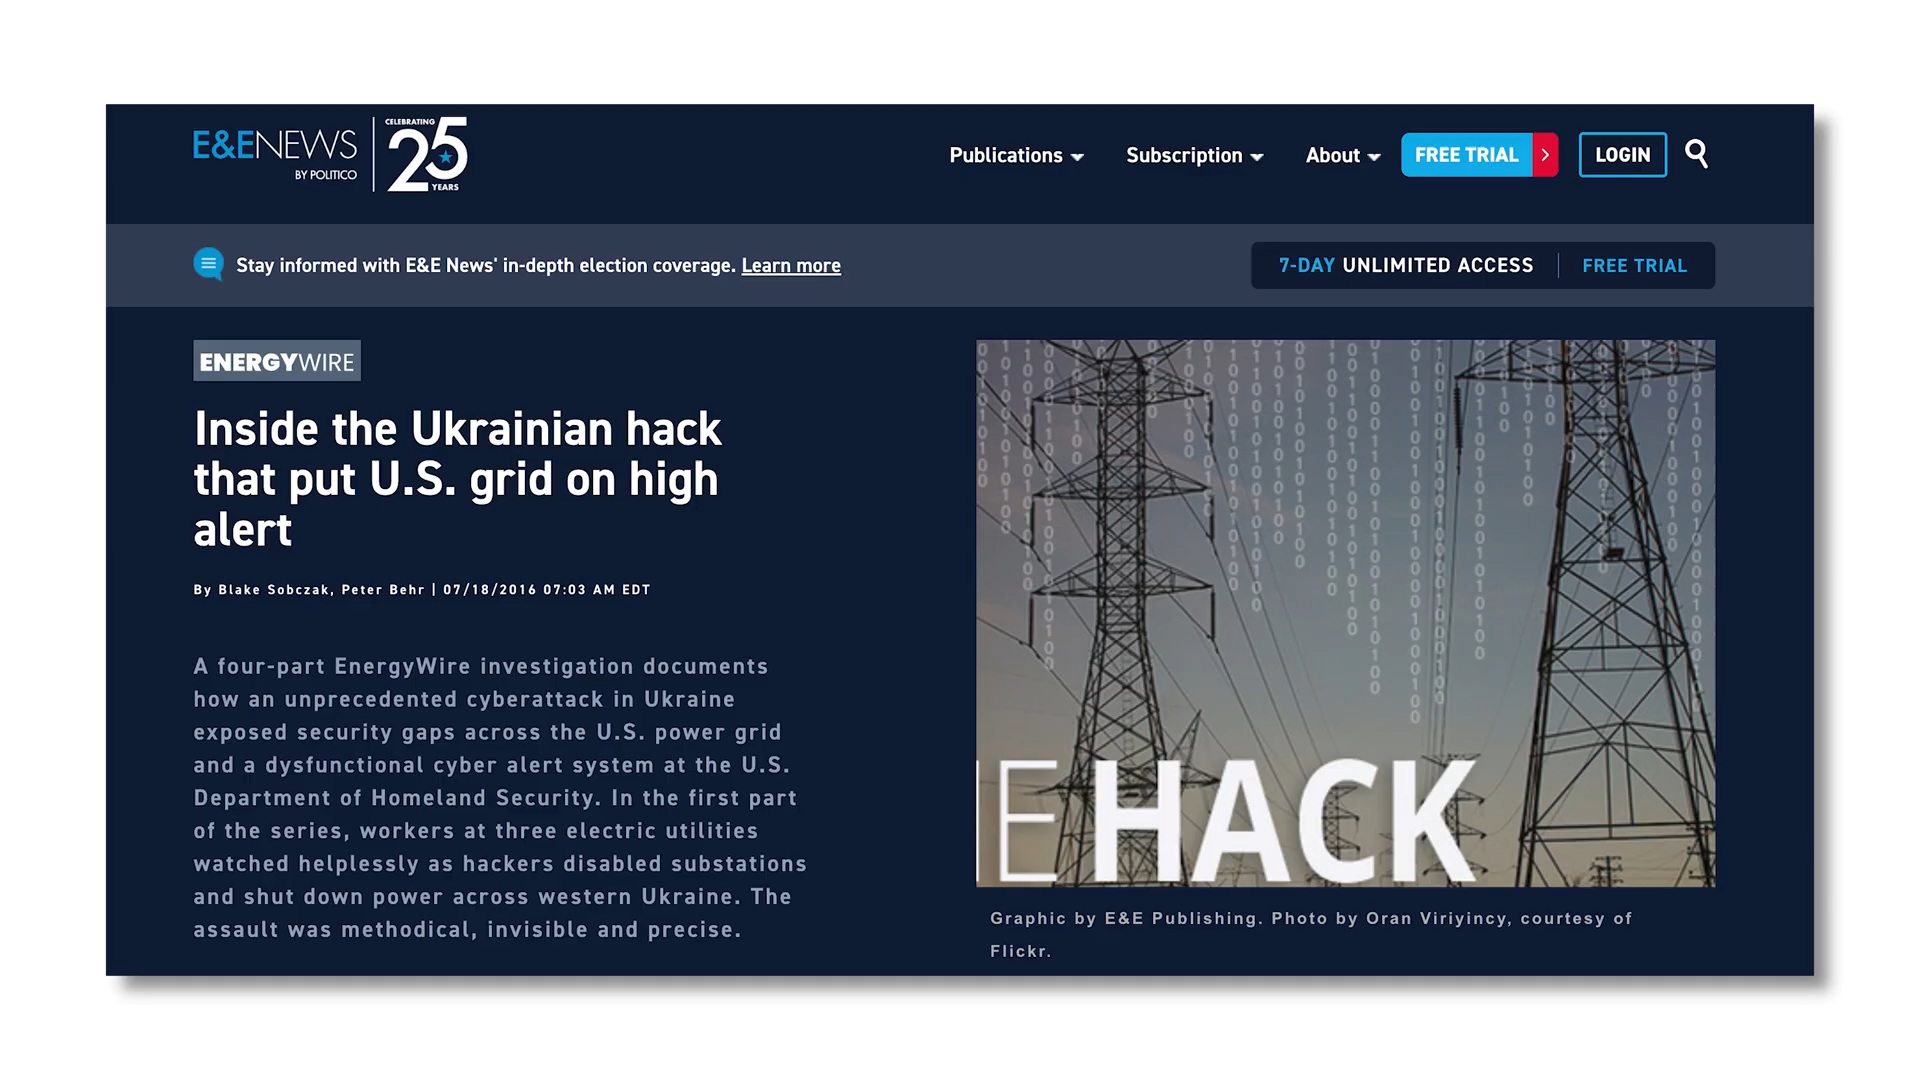 E&ENEWS
BY POLITICO
CELEBRATING
25
YEARS
Publications
Subscription
About
FREE TRIAL
LOGIN
Stay informed with E&E News' in-depth election coverage. Learn more
7-DAY UNLIMITED ACCESS
FREE TRIAL
ENERGYWIRE
Inside the Ukrainian hack
that put U.S. grid on high
alert
By Blake Sobczak, Peter Behr | 07/18/2016 07:03 AM EDT
A four-part EnergyWire investigation documents
how an unprecedented cyberattack in Ukraine
exposed security gaps across the U.S. power grid
and a dysfunctional cyber alert system at the U.S.
Department of Homeland Security. In the first part
of the series, workers at three electric utilities
watched helplessly as hackers disabled substations
and shut down power across western Ukraine. The
assault was methodical, invisible and precise.
E HACK
Graphic by E&E Publishing. Photo by Oran Viriyincy, courtesy of
Flickr.